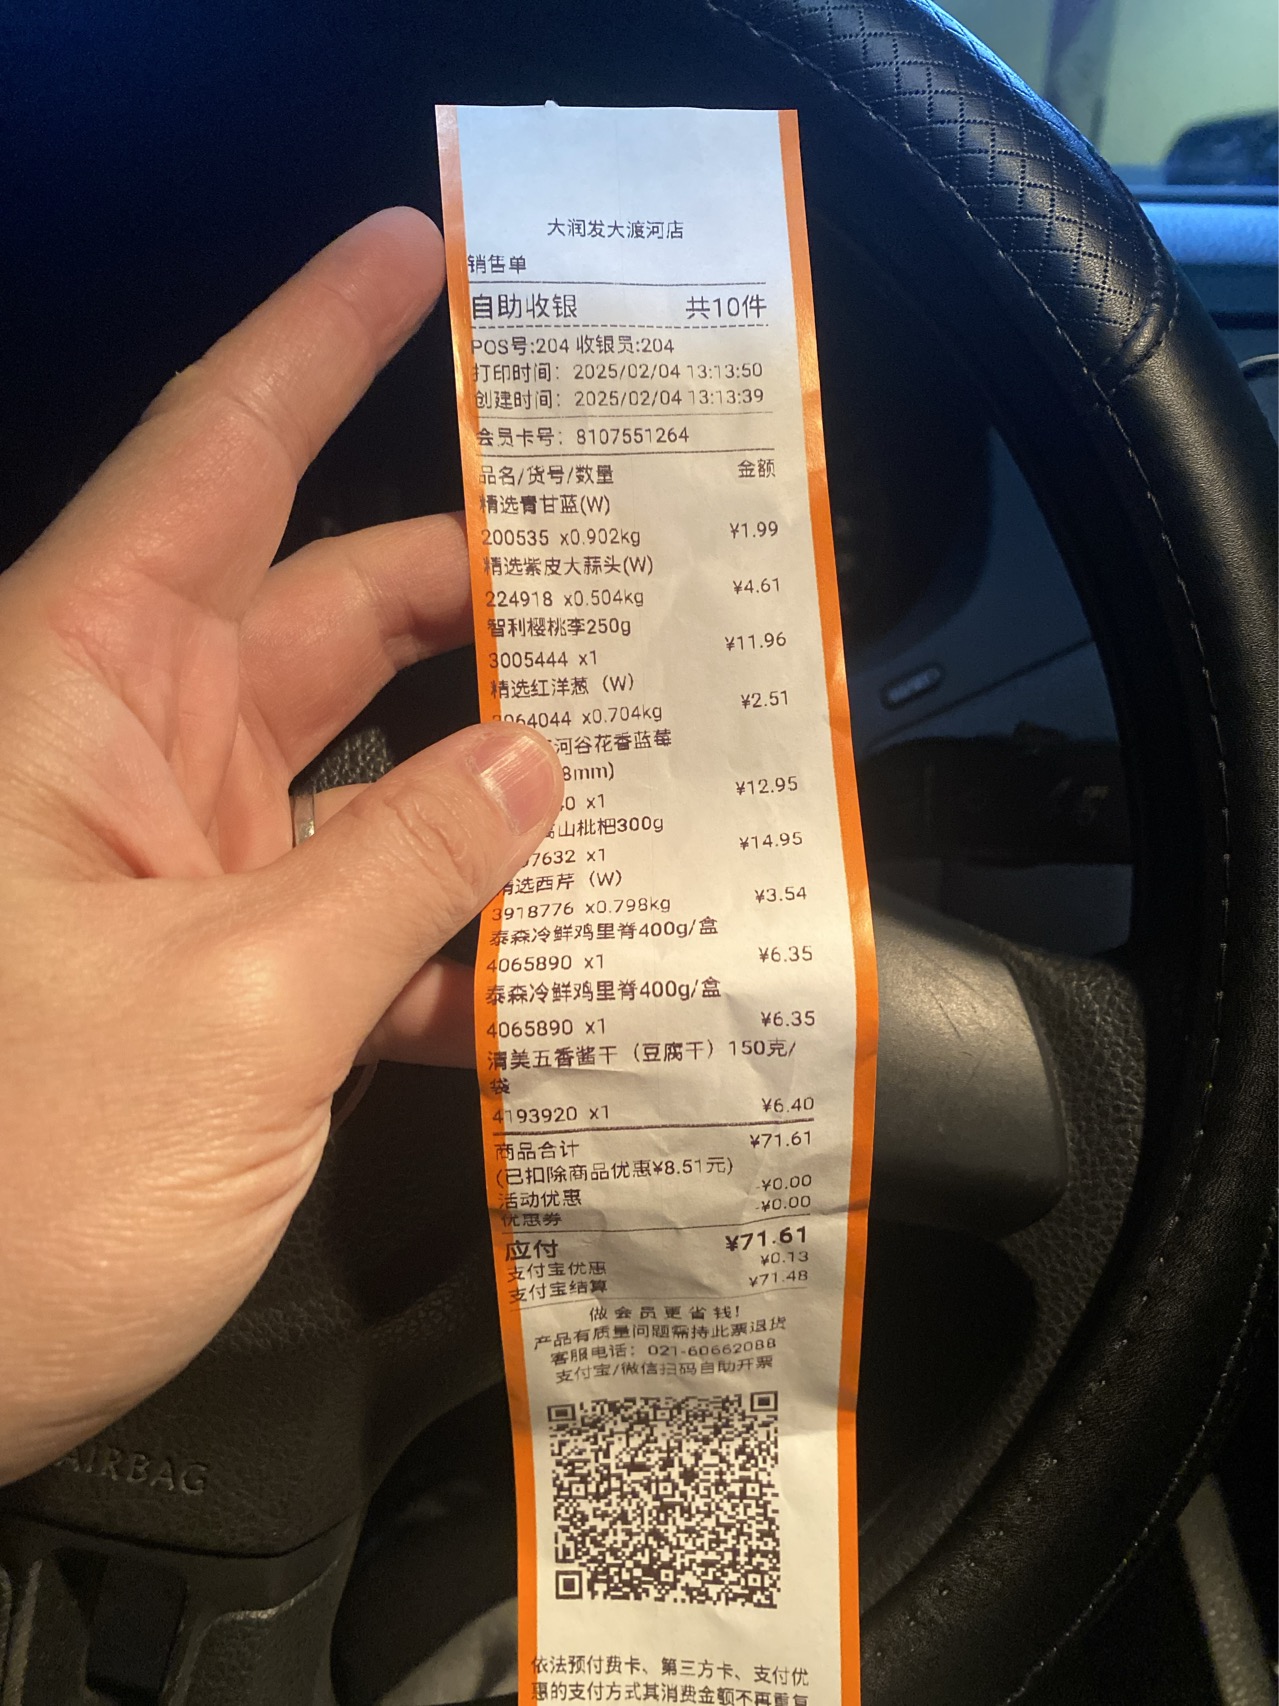 大润发大渡河店
销售单
自助收银 共10件
POS号:204 收银员:204
打印时间: 2025/02/04 13:13:50
创建时间: 2025/02/04 13:13:39
会员卡号: 8107551264
品名/货号/数量 金额
精选青甘蓝(W)
200535 x0.902kg ¥1.99
精选紫皮大蒜头(W)
224918 x0.504kg ¥4.61
智利樱桃李250g
3005444 x1 ¥11.96
精选红洋葱（W）
064044 x0.704kg ¥2.51
河谷花香蓝莓
8mm)
0 x1 ¥12.95
山枇杷300g
7632 x1 ¥14.95
精选西芹（W）
3918776 x0.798kg ¥3.54
泰森冷鲜鸡里脊400g/盒
4065890 x1 ¥6.35
泰森冷鲜鸡里脊400g/盒
4065890 x1 ¥6.35
清美五香酱干（豆腐干）150克/
袋
4193920 x1 ¥6.40
商品合计 ¥71.61
(已扣除商品优惠¥8.51元)
活动优惠 -¥0.00
优惠券 -¥0.00
应付 ¥71.61
支付宝优惠 ¥0.13
支付宝结算 ¥71.48
做会员更省钱!
产品有质量问题需持此票退货
客服电话: 021-60662088
支付宝/微信扫码自助开票
依法预付费卡、第三方卡、支付优
惠的支付方式其消费金额不再重复
AIRBAG